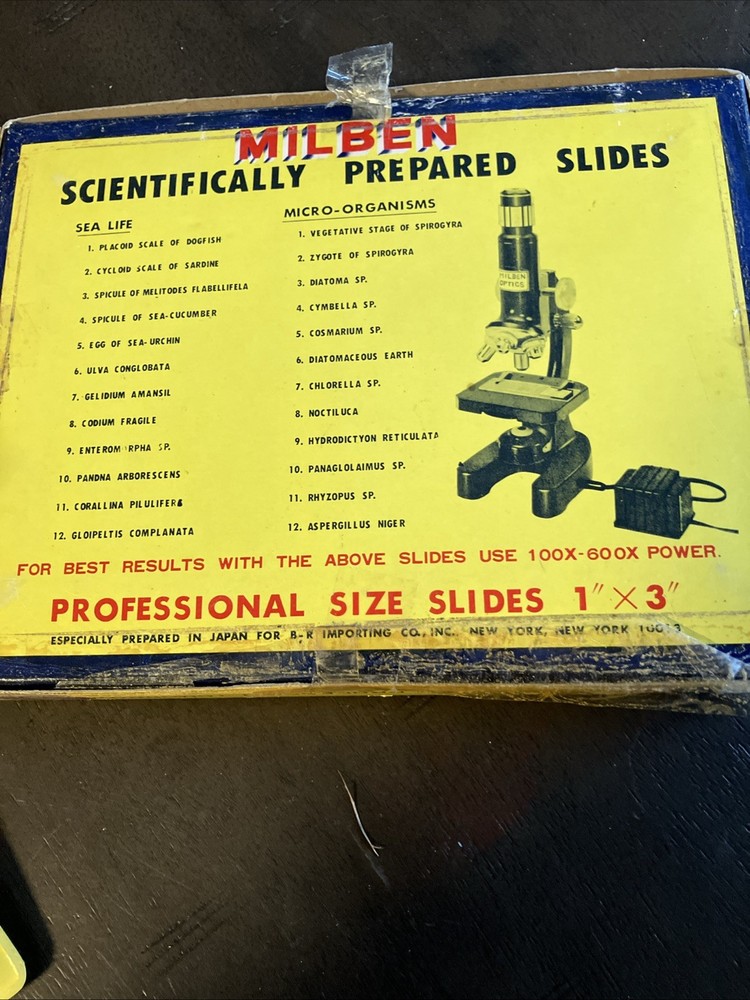 MILBEN
SCIENTIFICALLY PREPARED SLIDES
SEA LIFE
1. PLACOID SCALE OF DOGFISH
2. CYCLOID SCALE OF SARDINE
3. SPICULE OF MELITODES FLABELLIFELA
4. SPICULE OF SEA-CUCUMBER
5. EGG OF SEA-URCHIN
6. ULVA CONGLOBATA
7. GELIDIUM AMANSIL
8. CODIUM FRAGILE
9. ENTEROM RPHA SP.
10. PANDNA ARBORESCENS
11. CORALLINA PILULIFERS
12. GLOIPELTIS COMPLANATA
MICRO-ORGANISMS
1. VEGETATIVE STAGE OF SPIROGYRA
2. ZYGOTE OF SPIROGYRA
3. DIATOMA SP.
4. CYMBELLA SP.
5. COSMARIUM SP.
6. DIATOMACEOUS EARTH
7. CHLORELLA SP.
8. NOCTILUCA
9. HYDRODICTYON RETICULATA
10. PANAGLOLAIMUS SP.
11. RHYZOPUS SP.
12. ASPERGILLUS NIGER
MILBEN
OPTICS
FOR BEST RESULTS WITH THE ABOVE SLIDES USE 100X-600X POWER.
PROFESSIONAL SIZE SLIDES 1" X 3"
ESPECIALLY PREPARED IN JAPAN FOR B-R IMPORTING CO., INC. NEW YORK, NEW YORK